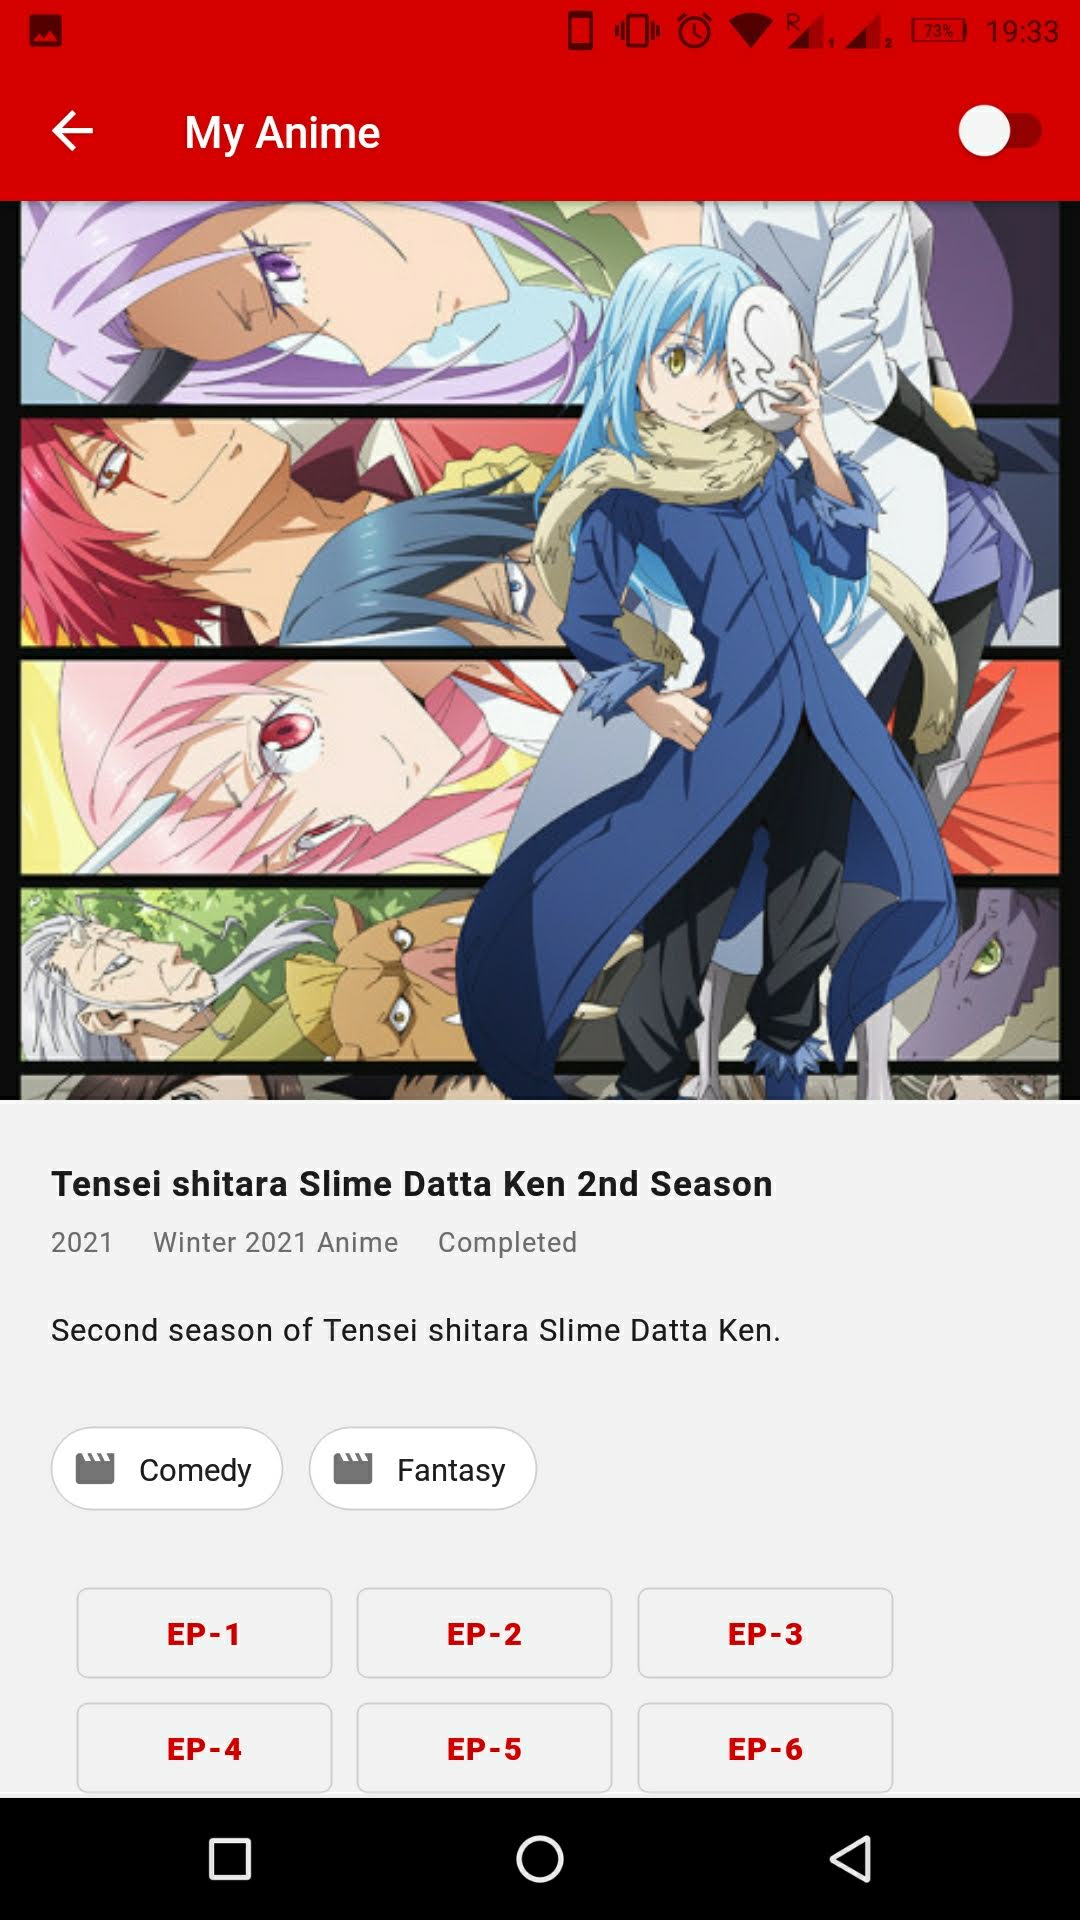 R 1 2 73% 19:33
My Anime
Tensei shitara Slime Datta Ken 2nd Season
2021 Winter 2021 Anime Completed
Second season of Tensei shitara Slime Datta Ken.
Comedy Fantasy
EP-1 EP-2 EP-3
EP-4 EP-5 EP-6